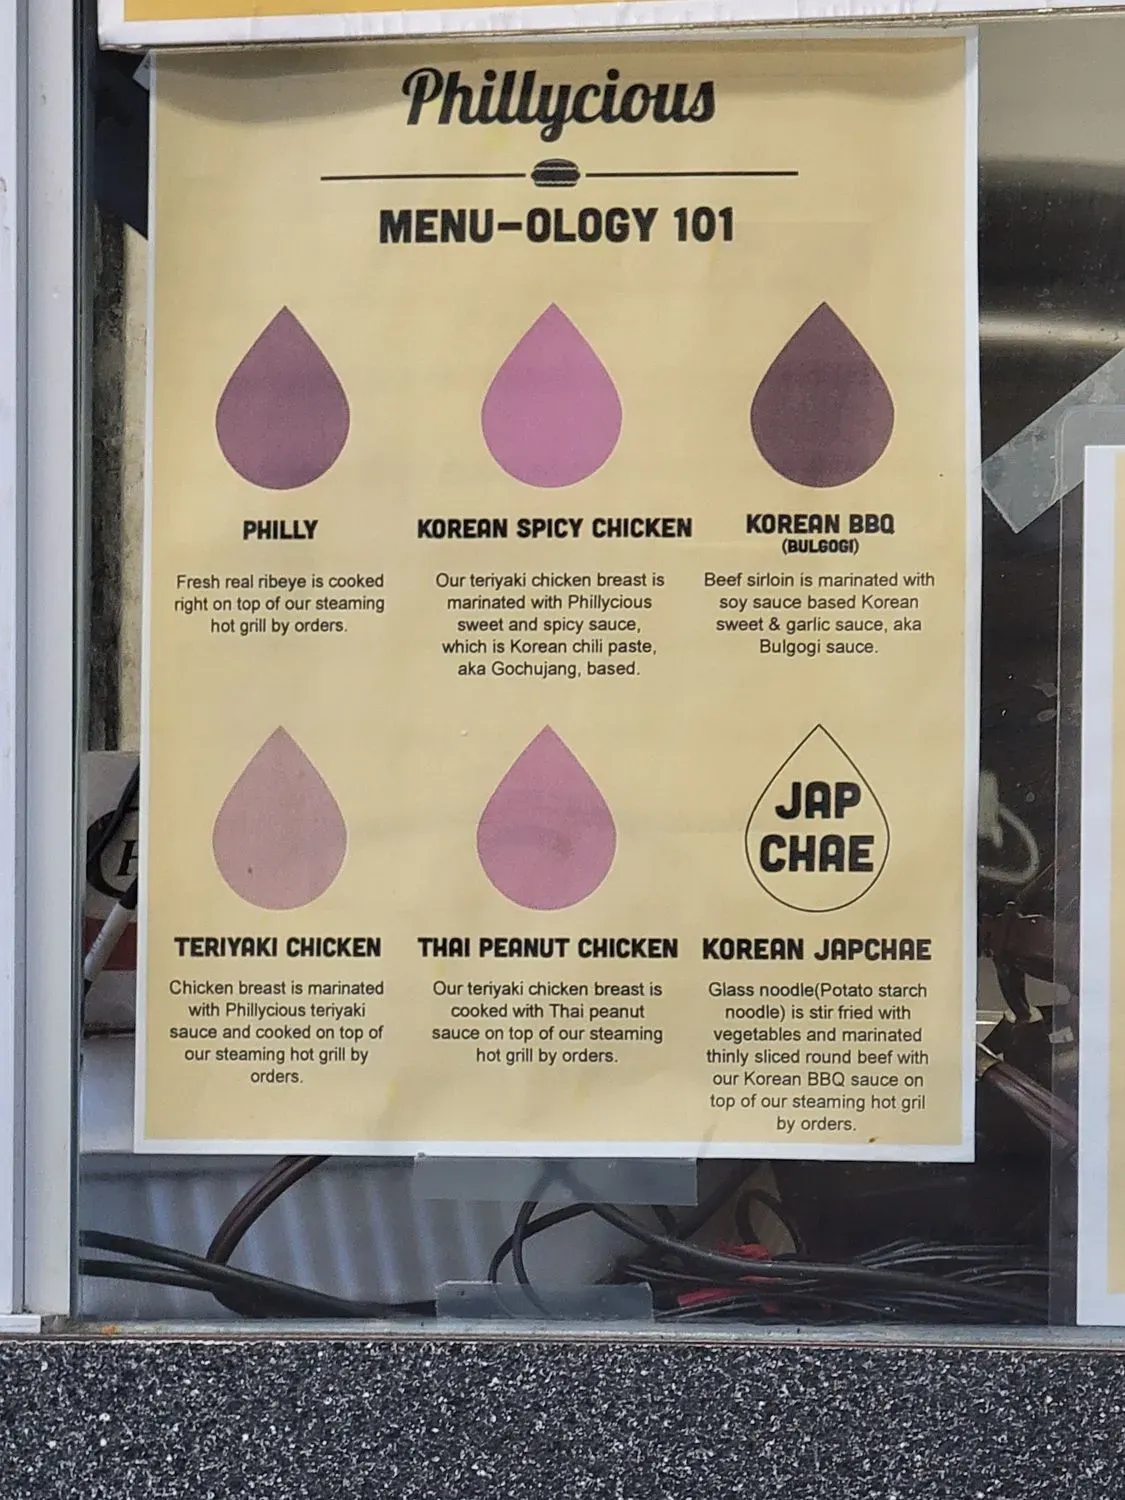 Phillycious
MENU-OLOGY 101
PHILLY
Fresh real ribeye is cooked
right on top of our steaming
hot grill by orders.
KOREAN SPICY CHICKEN
Our teriyaki chicken breast is
marinated with Phillycious
sweet and spicy sauce,
which is Korean chili paste,
aka Gochujang, based.
KOREAN BBQ
(BULGOGI)
Beef sirloin is marinated with
soy sauce based Korean
sweet & garlic sauce, aka
Bulgogi sauce.
TERIYAKI CHICKEN
Chicken breast is marinated
with Phillycious teriyaki
sauce and cooked on top of
our steaming hot grill by
orders.
THAI PEANUT CHICKEN
Our teriyaki chicken breast is
cooked with Thai peanut
sauce on top of our steaming
hot grill by orders.
JAP
CHAE
KOREAN JAPCHAE
Glass noodle(Potato starch
noodle) is stir fried with
vegetables and marinated
thinly sliced round beef with
our Korean BBQ sauce on
top of our steaming hot gril
by orders.